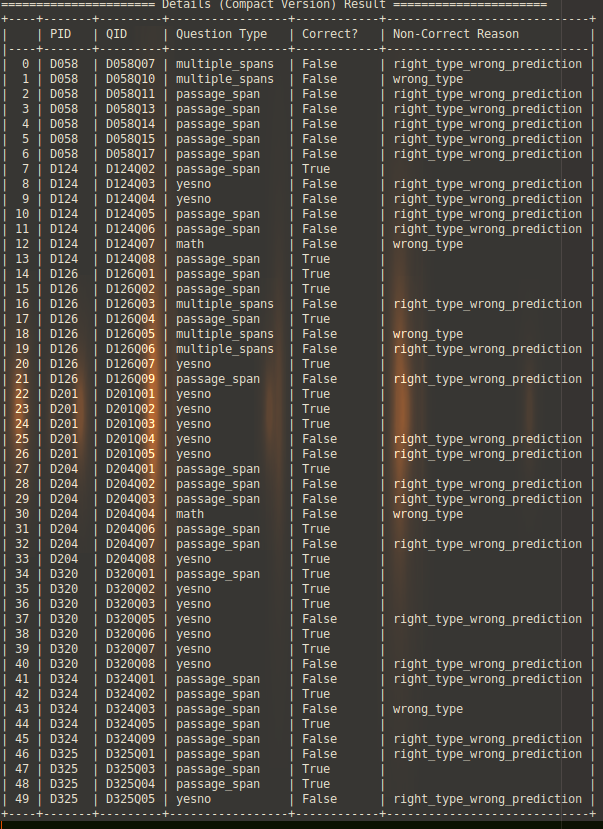 ====================== Details (Compact Version) Result ======================
+----+-------+----------+-----------------+------------+-----------------------------+
|    | PID   | QID      | Question Type   | Correct?   | Non-Correct Reason          |
|----+-------+----------+-----------------+------------+-----------------------------|
|  0 | D058  | D058Q07  | multiple_spans  | False      | right_type_wrong_prediction |
|  1 | D058  | D058Q10  | multiple_spans  | False      | wrong_type                  |
|  2 | D058  | D058Q11  | passage_span    | False      | right_type_wrong_prediction |
|  3 | D058  | D058Q13  | passage_span    | False      | right_type_wrong_prediction |
|  4 | D058  | D058Q14  | passage_span    | False      | right_type_wrong_prediction |
|  5 | D058  | D058Q15  | passage_span    | False      | right_type_wrong_prediction |
|  6 | D058  | D058Q17  | passage_span    | False      | right_type_wrong_prediction |
|  7 | D124  | D124Q02  | passage_span    | True       |                             |
|  8 | D124  | D124Q03  | yesno           | False      | right_type_wrong_prediction |
|  9 | D124  | D124Q04  | yesno           | False      | right_type_wrong_prediction |
| 10 | D124  | D124Q05  | passage_span    | False      | right_type_wrong_prediction |
| 11 | D124  | D124Q06  | passage_span    | False      | right_type_wrong_prediction |
| 12 | D124  | D124Q07  | math            | False      | wrong_type                  |
| 13 | D124  | D124Q08  | passage_span    | True       |                             |
| 14 | D126  | D126Q01  | passage_span    | True       |                             |
| 15 | D126  | D126Q02  | passage_span    | True       |                             |
| 16 | D126  | D126Q03  | multiple_spans  | False      | right_type_wrong_prediction |
| 17 | D126  | D126Q04  | passage_span    | True       |                             |
| 18 | D126  | D126Q05  | multiple_spans  | False      | wrong_type                  |
| 19 | D126  | D126Q06  | multiple_spans  | False      | right_type_wrong_prediction |
| 20 | D126  | D126Q07  | yesno           | True       |                             |
| 21 | D126  | D126Q09  | passage_span    | False      | right_type_wrong_prediction |
| 22 | D201  | D201Q01  | yesno           | True       |                             |
| 23 | D201  | D201Q02  | yesno           | True       |                             |
| 24 | D201  | D201Q03  | yesno           | True       |                             |
| 25 | D201  | D201Q04  | yesno           | False      | right_type_wrong_prediction |
| 26 | D201  | D201Q05  | yesno           | False      | right_type_wrong_prediction |
| 27 | D204  | D204Q01  | passage_span    | True       |                             |
| 28 | D204  | D204Q02  | passage_span    | False      | right_type_wrong_prediction |
| 29 | D204  | D204Q03  | passage_span    | False      | right_type_wrong_prediction |
| 30 | D204  | D204Q04  | math            | False      | wrong_type                  |
| 31 | D204  | D204Q06  | passage_span    | True       |                             |
| 32 | D204  | D204Q07  | passage_span    | False      | right_type_wrong_prediction |
| 33 | D204  | D204Q08  | yesno           | True       |                             |
| 34 | D320  | D320Q01  | passage_span    | True       |                             |
| 35 | D320  | D320Q02  | yesno           | True       |                             |
| 36 | D320  | D320Q03  | yesno           | True       |                             |
| 37 | D320  | D320Q05  | yesno           | False      | right_type_wrong_prediction |
| 38 | D320  | D320Q06  | yesno           | True       |                             |
| 39 | D320  | D320Q07  | yesno           | True       |                             |
| 40 | D320  | D320Q08  | yesno           | False      | right_type_wrong_prediction |
| 41 | D324  | D324Q01  | passage_span    | False      | right_type_wrong_prediction |
| 42 | D324  | D324Q02  | passage_span    | True       |                             |
| 43 | D324  | D324Q03  | passage_span    | False      | wrong_type                  |
| 44 | D324  | D324Q05  | passage_span    | True       |                             |
| 45 | D324  | D324Q09  | passage_span    | False      | right_type_wrong_prediction |
| 46 | D325  | D325Q01  | passage_span    | False      | right_type_wrong_prediction |
| 47 | D325  | D325Q03  | passage_span    | True       |                             |
| 48 | D325  | D325Q04  | passage_span    | True       |                             |
| 49 | D325  | D325Q05  | yesno           | False      | right_type_wrong_prediction |
+----+-------+----------+-----------------+------------+-----------------------------+